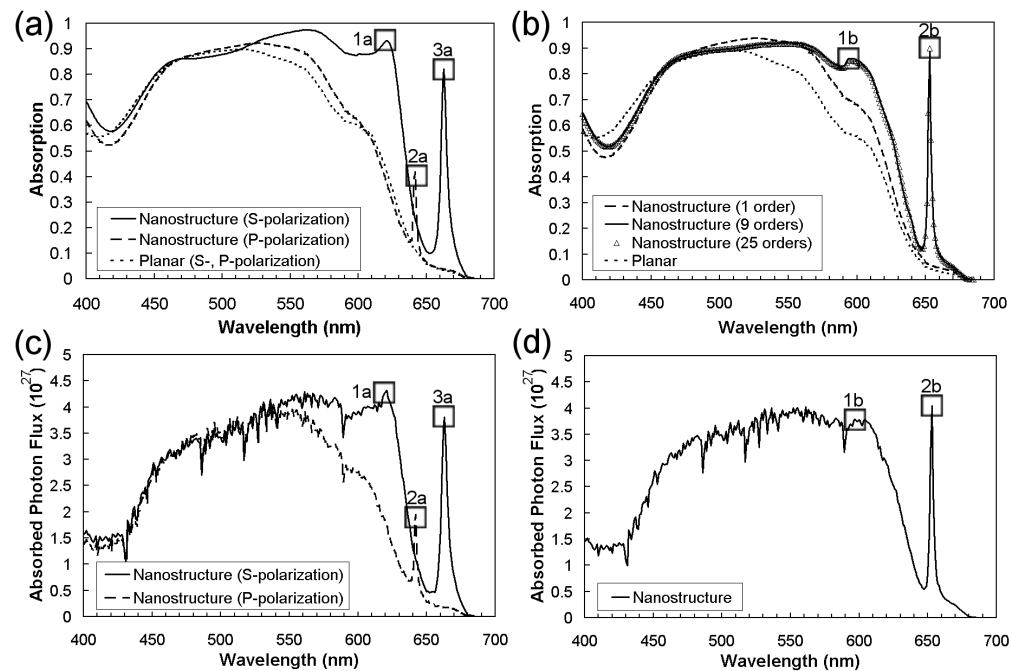 (a)
1
0.9
0.8
0.7
0.6
0.5
0.4
0.3
0.2
0.1
0
Absorption
1a
3a
2a
Nanostructure (S-polarization)
Nanostructure (P-polarization)
Planar (S-, P-polarization)
400 450 500 550 600 650 700
Wavelength (nm)
(b)
1
0.9
0.8
0.7
0.6
0.5
0.4
0.3
0.2
0.1
0
Absorption
1b
2b
Nanostructure (1 order)
Nanostructure (9 orders)
Nanostructure (25 orders)
Planar
400 450 500 550 600 650 700
Wavelength (nm)
(c)
5
4.5
4
3.5
3
2.5
2
1.5
1
0.5
0
Absorbed Photon Flux (10^27)
1a
3a
2a
Nanostructure (S-polarization)
Nanostructure (P-polarization)
400 450 500 550 600 650 700
Wavelength (nm)
(d)
5
4.5
4
3.5
3
2.5
2
1.5
1
0.5
0
Absorbed Photon Flux (10^27)
1b
2b
Nanostructure
400 450 500 550 600 650 700
Wavelength (nm)